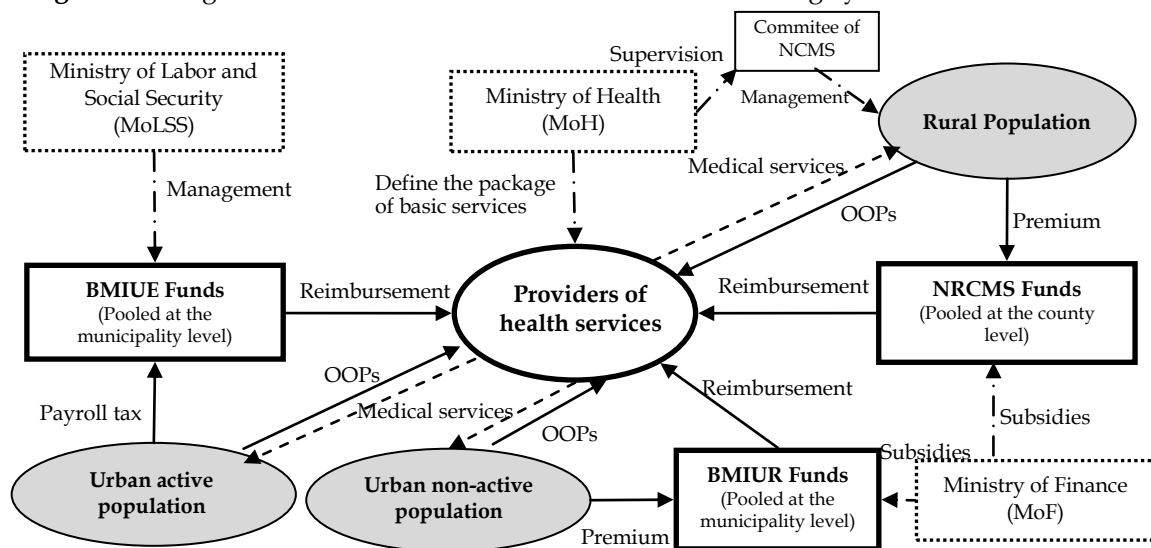 Commitee of
NCMS
Supervision
Ministry of Labor and
Social Security
(MoLSS)
Ministry of Health
(MoH)
Management
Rural Population
Medical services
Management
Define the package
of basic services
OOPs
Premium
BMIUE Funds
(Pooled at the
municipality level)
Reimbursement
Providers of
health services
Reimbursement
NRCMS Funds
(Pooled at the county
level)
OOPs
Reimbursement
Payroll tax
Medical services
Subsidies
OOPs
Subsidies
Urban active
population
Urban non-active
population
BMIUR Funds
(Pooled at the
municipality level)
Ministry of Finance
(MoF)
Premium